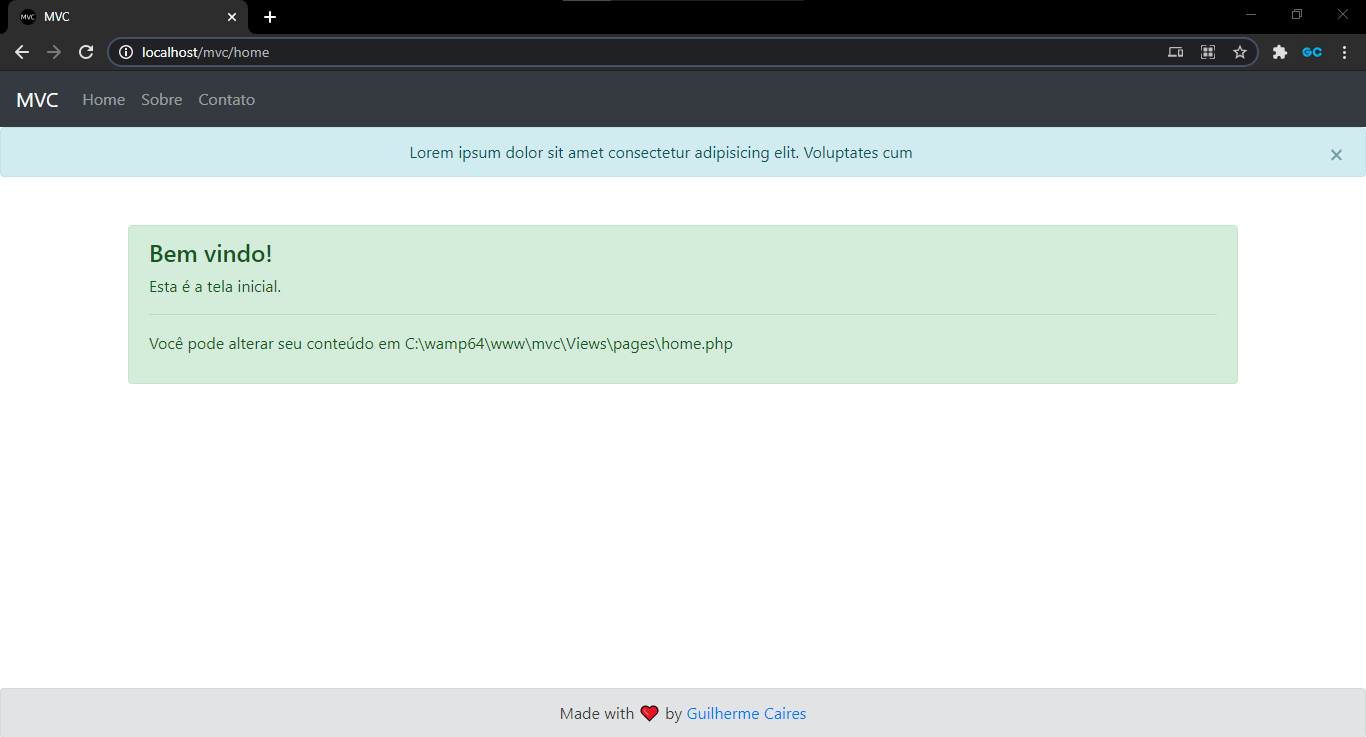 MVC MVC
localhost/mvc/home GC
MVC Home Sobre Contato
Lorem ipsum dolor sit amet consectetur adipisicing elit. Voluptates cum
Bem vindo!
Esta é a tela inicial.
Você pode alterar seu conteúdo em C:\wamp64\www\mvc\Views\pages\home.php
Made with ❤ by Guilherme Caires